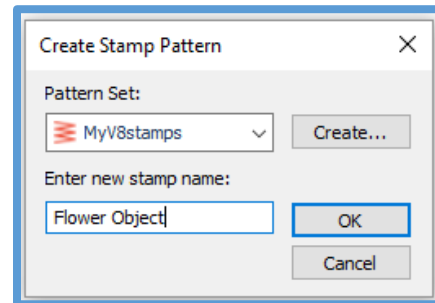 Create Stamp Pattern
Pattern Set:
MyV8stamps
Create...
Enter new stamp name:
Flower Object
OK
Cancel